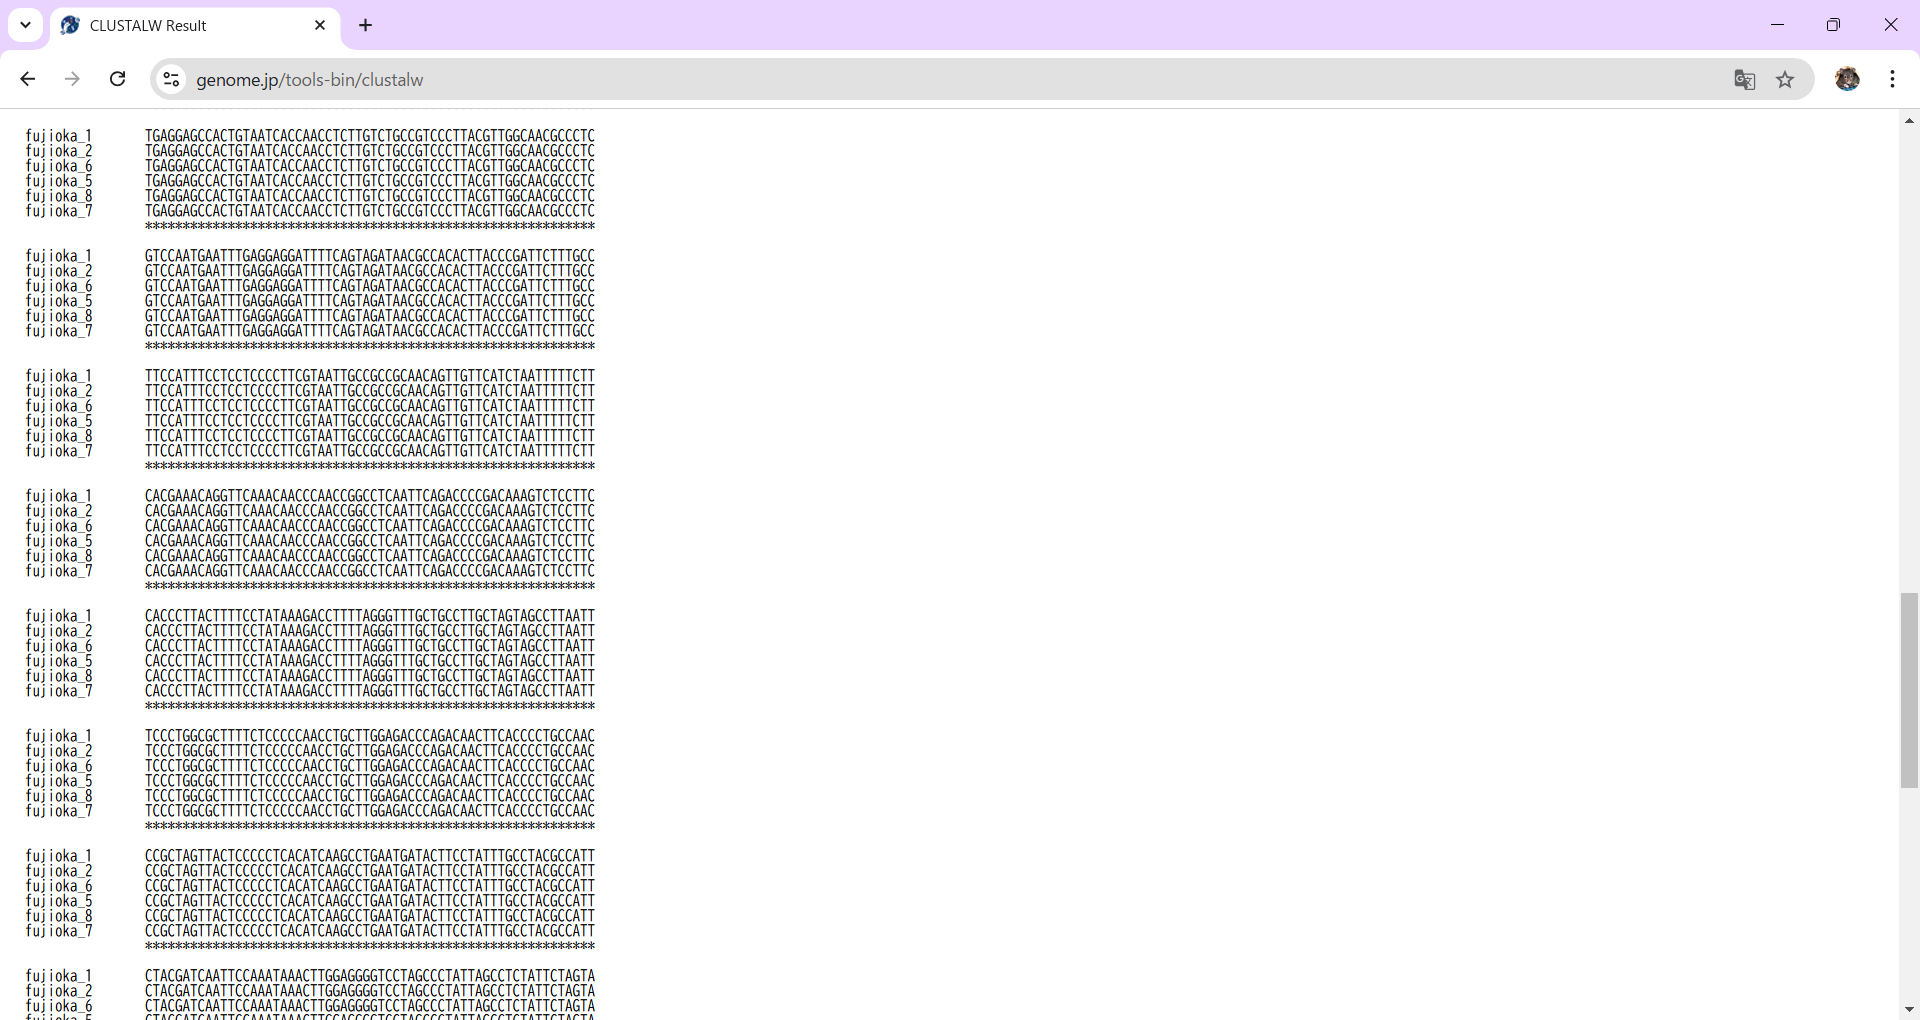 CLUSTALW Result
genome.jp/tools-bin/clustalw
fujioka_1 TGAGGAGCCACTGTAATCACCAACCTCTTGTCTGCCGTCCCTTACGTTGGCAACGCCCTC
fujioka_2 TGAGGAGCCACTGTAATCACCAACCTCTTGTCTGCCGTCCCTTACGTTGGCAACGCCCTC
fujioka_6 TGAGGAGCCACTGTAATCACCAACCTCTTGTCTGCCGTCCCTTACGTTGGCAACGCCCTC
fujioka_5 TGAGGAGCCACTGTAATCACCAACCTCTTGTCTGCCGTCCCTTACGTTGGCAACGCCCTC
fujioka_8 TGAGGAGCCACTGTAATCACCAACCTCTTGTCTGCCGTCCCTTACGTTGGCAACGCCCTC
fujioka_7 TGAGGAGCCACTGTAATCACCAACCTCTTGTCTGCCGTCCCTTACGTTGGCAACGCCCTC
************************************************************
fujioka_1 GTCCAATGAATTTGAGGAGGATTTTCAGTAGATAACGCCACACTTACCCGATTCTTTGCC
fujioka_2 GTCCAATGAATTTGAGGAGGATTTTCAGTAGATAACGCCACACTTACCCGATTCTTTGCC
fujioka_6 GTCCAATGAATTTGAGGAGGATTTTCAGTAGATAACGCCACACTTACCCGATTCTTTGCC
fujioka_5 GTCCAATGAATTTGAGGAGGATTTTCAGTAGATAACGCCACACTTACCCGATTCTTTGCC
fujioka_8 GTCCAATGAATTTGAGGAGGATTTTCAGTAGATAACGCCACACTTACCCGATTCTTTGCC
fujioka_7 GTCCAATGAATTTGAGGAGGATTTTCAGTAGATAACGCCACACTTACCCGATTCTTTGCC
************************************************************
fujioka_1 TTCCATTTCCTCCTCCCCTTCGTAATTGCCGCCGCAACAGTTGTTCATCTAATTTTTCTT
fujioka_2 TTCCATTTCCTCCTCCCCTTCGTAATTGCCGCCGCAACAGTTGTTCATCTAATTTTTCTT
fujioka_6 TTCCATTTCCTCCTCCCCTTCGTAATTGCCGCCGCAACAGTTGTTCATCTAATTTTTCTT
fujioka_5 TTCCATTTCCTCCTCCCCTTCGTAATTGCCGCCGCAACAGTTGTTCATCTAATTTTTCTT
fujioka_8 TTCCATTTCCTCCTCCCCTTCGTAATTGCCGCCGCAACAGTTGTTCATCTAATTTTTCTT
fujioka_7 TTCCATTTCCTCCTCCCCTTCGTAATTGCCGCCGCAACAGTTGTTCATCTAATTTTTCTT
************************************************************
fujioka_1 CACGAAACAGGTTCAAACAACCCAACCGGCCTCAATTCAGACCCCGACAAAGTCTCCTTC
fujioka_2 CACGAAACAGGTTCAAACAACCCAACCGGCCTCAATTCAGACCCCGACAAAGTCTCCTTC
fujioka_6 CACGAAACAGGTTCAAACAACCCAACCGGCCTCAATTCAGACCCCGACAAAGTCTCCTTC
fujioka_5 CACGAAACAGGTTCAAACAACCCAACCGGCCTCAATTCAGACCCCGACAAAGTCTCCTTC
fujioka_8 CACGAAACAGGTTCAAACAACCCAACCGGCCTCAATTCAGACCCCGACAAAGTCTCCTTC
fujioka_7 CACGAAACAGGTTCAAACAACCCAACCGGCCTCAATTCAGACCCCGACAAAGTCTCCTTC
************************************************************
fujioka_1 CACCCTTACTTTTCCTATAAAGACCTTTTAGGGTTTGCTGCCTTGCTAGTAGCCTTAATT
fujioka_2 CACCCTTACTTTTCCTATAAAGACCTTTTAGGGTTTGCTGCCTTGCTAGTAGCCTTAATT
fujioka_6 CACCCTTACTTTTCCTATAAAGACCTTTTAGGGTTTGCTGCCTTGCTAGTAGCCTTAATT
fujioka_5 CACCCTTACTTTTCCTATAAAGACCTTTTAGGGTTTGCTGCCTTGCTAGTAGCCTTAATT
fujioka_8 CACCCTTACTTTTCCTATAAAGACCTTTTAGGGTTTGCTGCCTTGCTAGTAGCCTTAATT
fujioka_7 CACCCTTACTTTTCCTATAAAGACCTTTTAGGGTTTGCTGCCTTGCTAGTAGCCTTAATT
************************************************************
fujioka_1 TCCCTGGCGCTTTTCTCCCCCAACCTGCTTGGAGACCCAGACAACTTCACCCCTGCCAAC
fujioka_2 TCCCTGGCGCTTTTCTCCCCCAACCTGCTTGGAGACCCAGACAACTTCACCCCTGCCAAC
fujioka_6 TCCCTGGCGCTTTTCTCCCCCAACCTGCTTGGAGACCCAGACAACTTCACCCCTGCCAAC
fujioka_5 TCCCTGGCGCTTTTCTCCCCCAACCTGCTTGGAGACCCAGACAACTTCACCCCTGCCAAC
fujioka_8 TCCCTGGCGCTTTTCTCCCCCAACCTGCTTGGAGACCCAGACAACTTCACCCCTGCCAAC
fujioka_7 TCCCTGGCGCTTTTCTCCCCCAACCTGCTTGGAGACCCAGACAACTTCACCCCTGCCAAC
************************************************************
fujioka_1 CCGCTAGTTACTCCCCCTCACATCAAGCCTGAATGATACTTCCTATTTGCCTACGCCATT
fujioka_2 CCGCTAGTTACTCCCCCTCACATCAAGCCTGAATGATACTTCCTATTTGCCTACGCCATT
fujioka_6 CCGCTAGTTACTCCCCCTCACATCAAGCCTGAATGATACTTCCTATTTGCCTACGCCATT
fujioka_5 CCGCTAGTTACTCCCCCTCACATCAAGCCTGAATGATACTTCCTATTTGCCTACGCCATT
fujioka_8 CCGCTAGTTACTCCCCCTCACATCAAGCCTGAATGATACTTCCTATTTGCCTACGCCATT
fujioka_7 CCGCTAGTTACTCCCCCTCACATCAAGCCTGAATGATACTTCCTATTTGCCTACGCCATT
************************************************************
fujioka_1 CTACGATCAATTCCAAATAAACTTGGAGGGGTCCTAGCCCTATTAGCCTCTATTCTAGTA
fujioka_2 CTACGATCAATTCCAAATAAACTTGGAGGGGTCCTAGCCCTATTAGCCTCTATTCTAGTA
fujioka_6 CTACGATCAATTCCAAATAAACTTGGAGGGGTCCTAGCCCTATTAGCCTCTATTCTAGTA